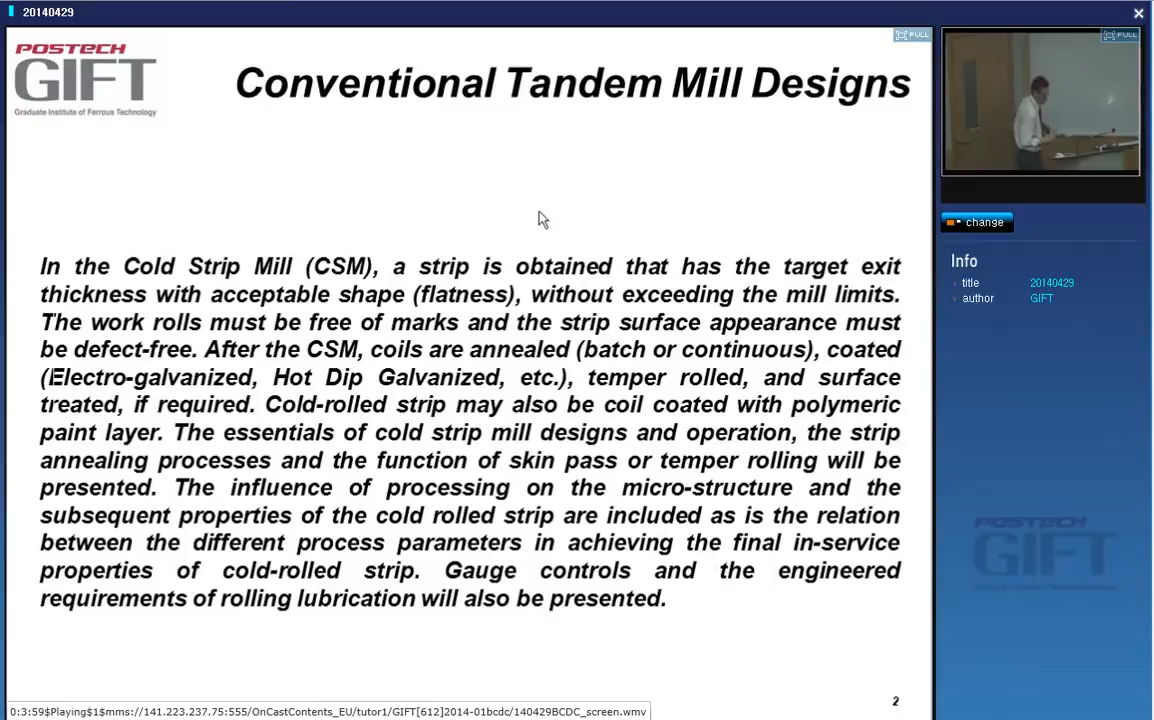 20140429
POSTECH
GIFT
Graduate Institute of Ferrous Technology
Conventional Tandem Mill Designs
FULL
FULL
change
Info
title 20140429
author GIFT
In the Cold Strip Mill (CSM), a strip is obtained that has the target exit
thickness with acceptable shape (flatness), without exceeding the mill limits.
The work rolls must be free of marks and the strip surface appearance must
be defect-free. After the CSM, coils are annealed (batch or continuous), coated
(Electro-galvanized, Hot Dip Galvanized, etc.), temper rolled, and surface
treated, if required. Cold-rolled strip may also be coil coated with polymeric
paint layer. The essentials of cold strip mill designs and operation, the strip
annealing processes and the function of skin pass or temper rolling will be
presented. The influence of processing on the micro-structure and the
subsequent properties of the cold rolled strip are included as is the relation
between the different process parameters in achieving the final in-service
properties of cold-rolled strip. Gauge controls and the engineered
requirements of rolling lubrication will also be presented.
POSTECH
GIFT
2
0:3:59$Playing$1$mms://141.223.237.75:555/OnCastContents_EU/tutor1/GIFT[612]2014-01bcdc/140429BCDC_screen.wmv